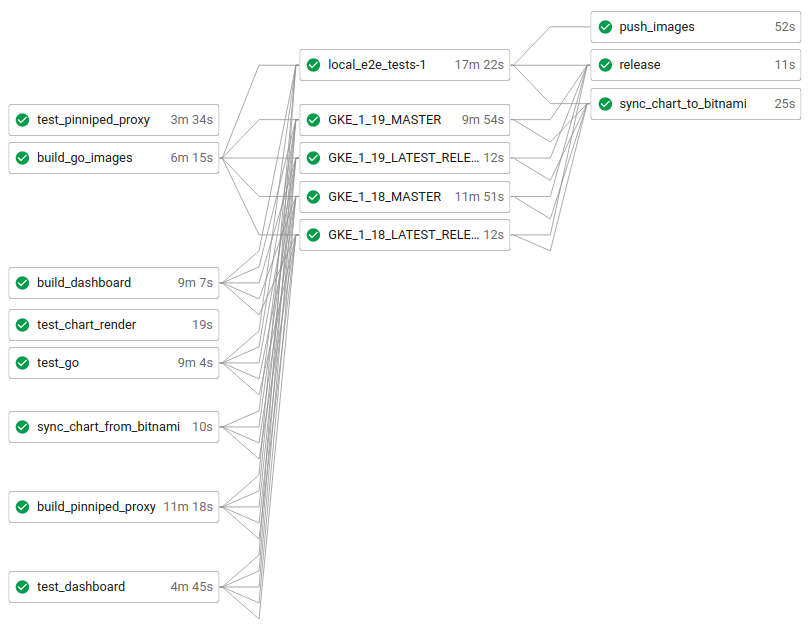 test_pinniped_proxy 3m 34s
build_go_images 6m 15s
build_dashboard 9m 7s
test_chart_render 19s
test_go 9m 4s
sync_chart_from_bitnami 10s
build_pinniped_proxy 11m 18s
test_dashboard 4m 45s
local_e2e_tests-1 17m 22s
GKE_1_19_MASTER 9m 54s
GKE_1_19_LATEST_RELE... 12s
GKE_1_18_MASTER 11m 51s
GKE_1_18_LATEST_RELE... 12s
push_images 52s
release 11s
sync_chart_to_bitnami 25s